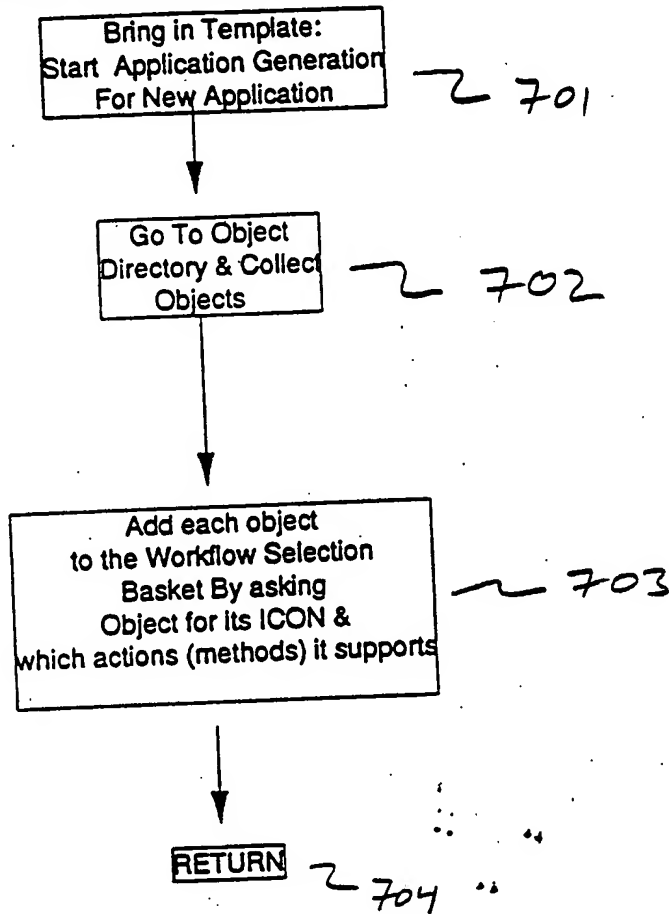 Bring in Template:
Start Application Generation
For New Application
701
Go To Object
Directory & Collect
Objects
702
Add each object
to the Workflow Selection
Basket By asking
Object for its ICON &
which actions (methods) it supports
703
RETURN
704